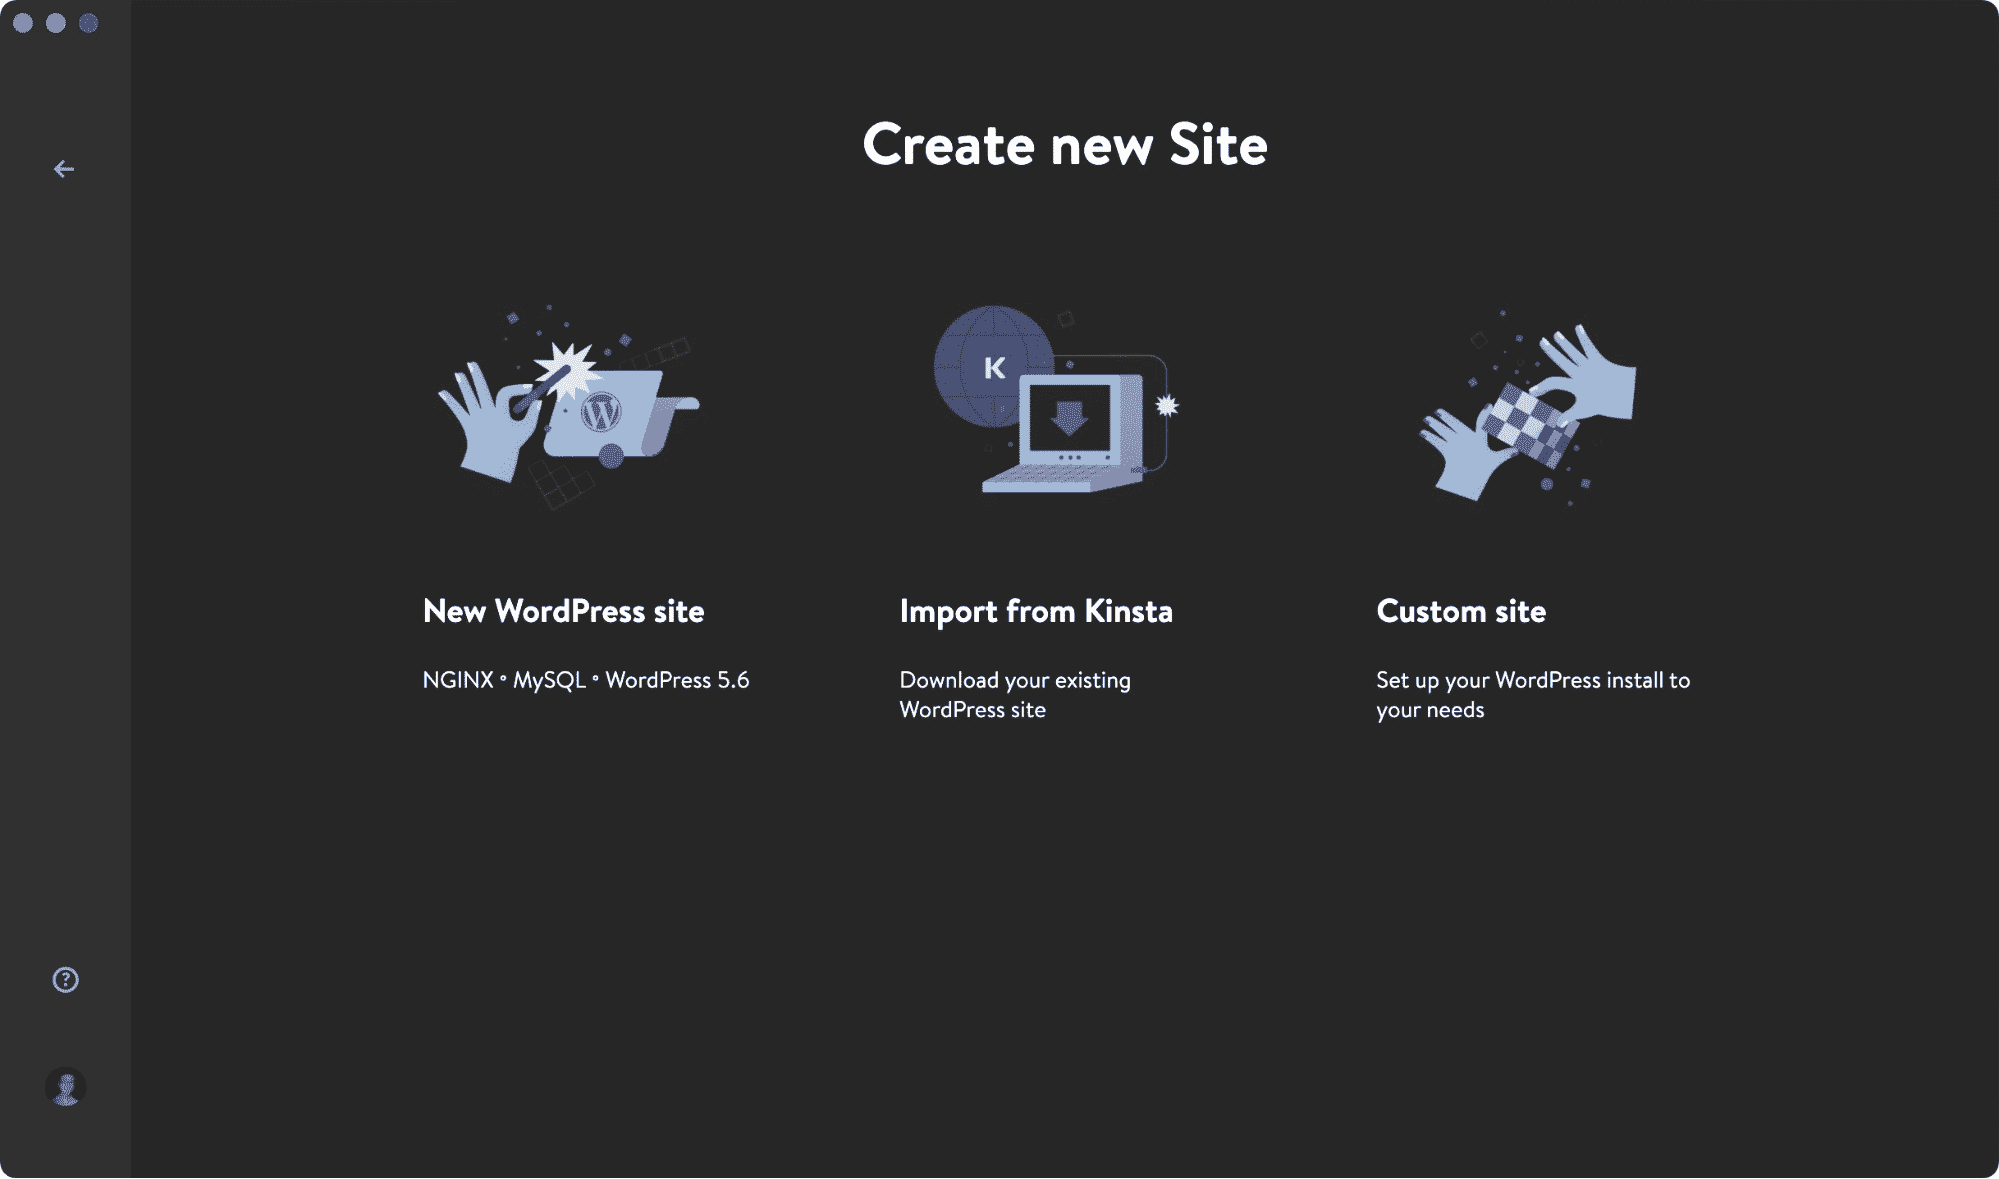 Create new Site
K
New WordPress site
NGINX • MySQL • WordPress 5.6
Import from Kinsta
Download your existing
WordPress site
Custom site
Set up your WordPress install to
your needs
?